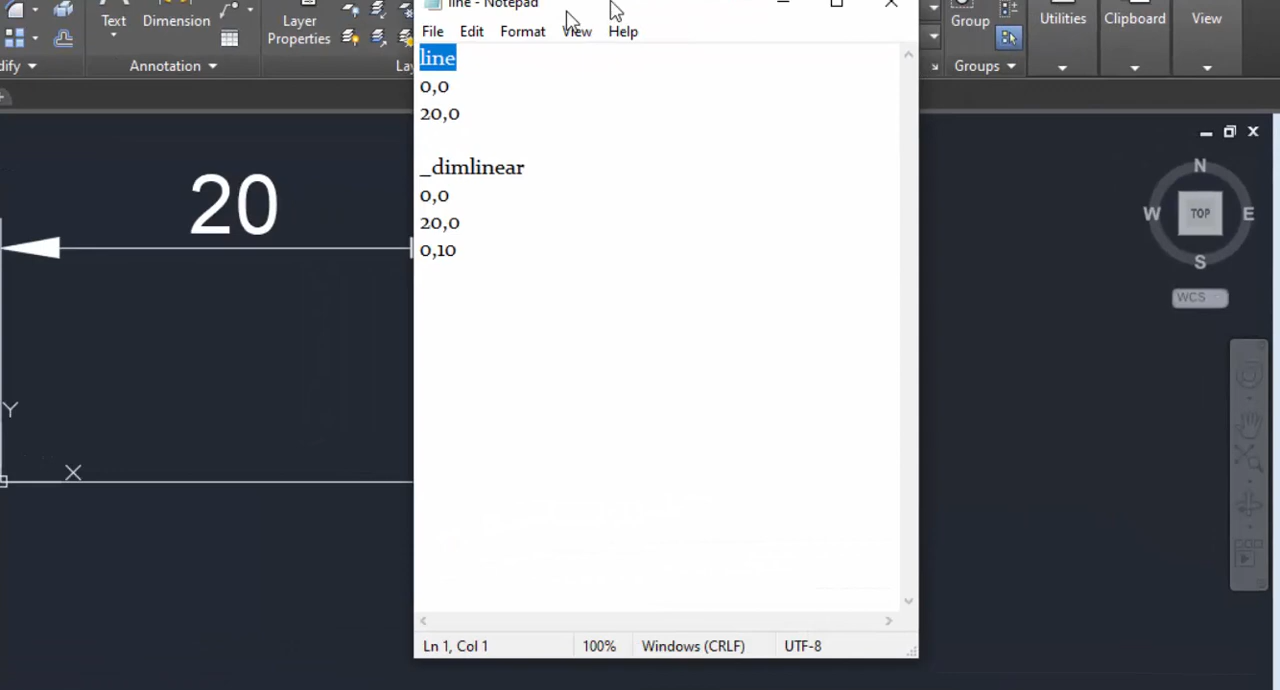 line - Notepad
File Edit Format View Help
line
0,0
20,0
_dimlinear
0,0
20,0
0,10
Ln 1, Col 1 100% Windows (CRLF) UTF-8
Text Dimension
Layer
Properties
dify
Annotation
Lay
Group
Groups
Utilities
Clipboard
View
20
Y
X
N
W TOP E
S
WCS